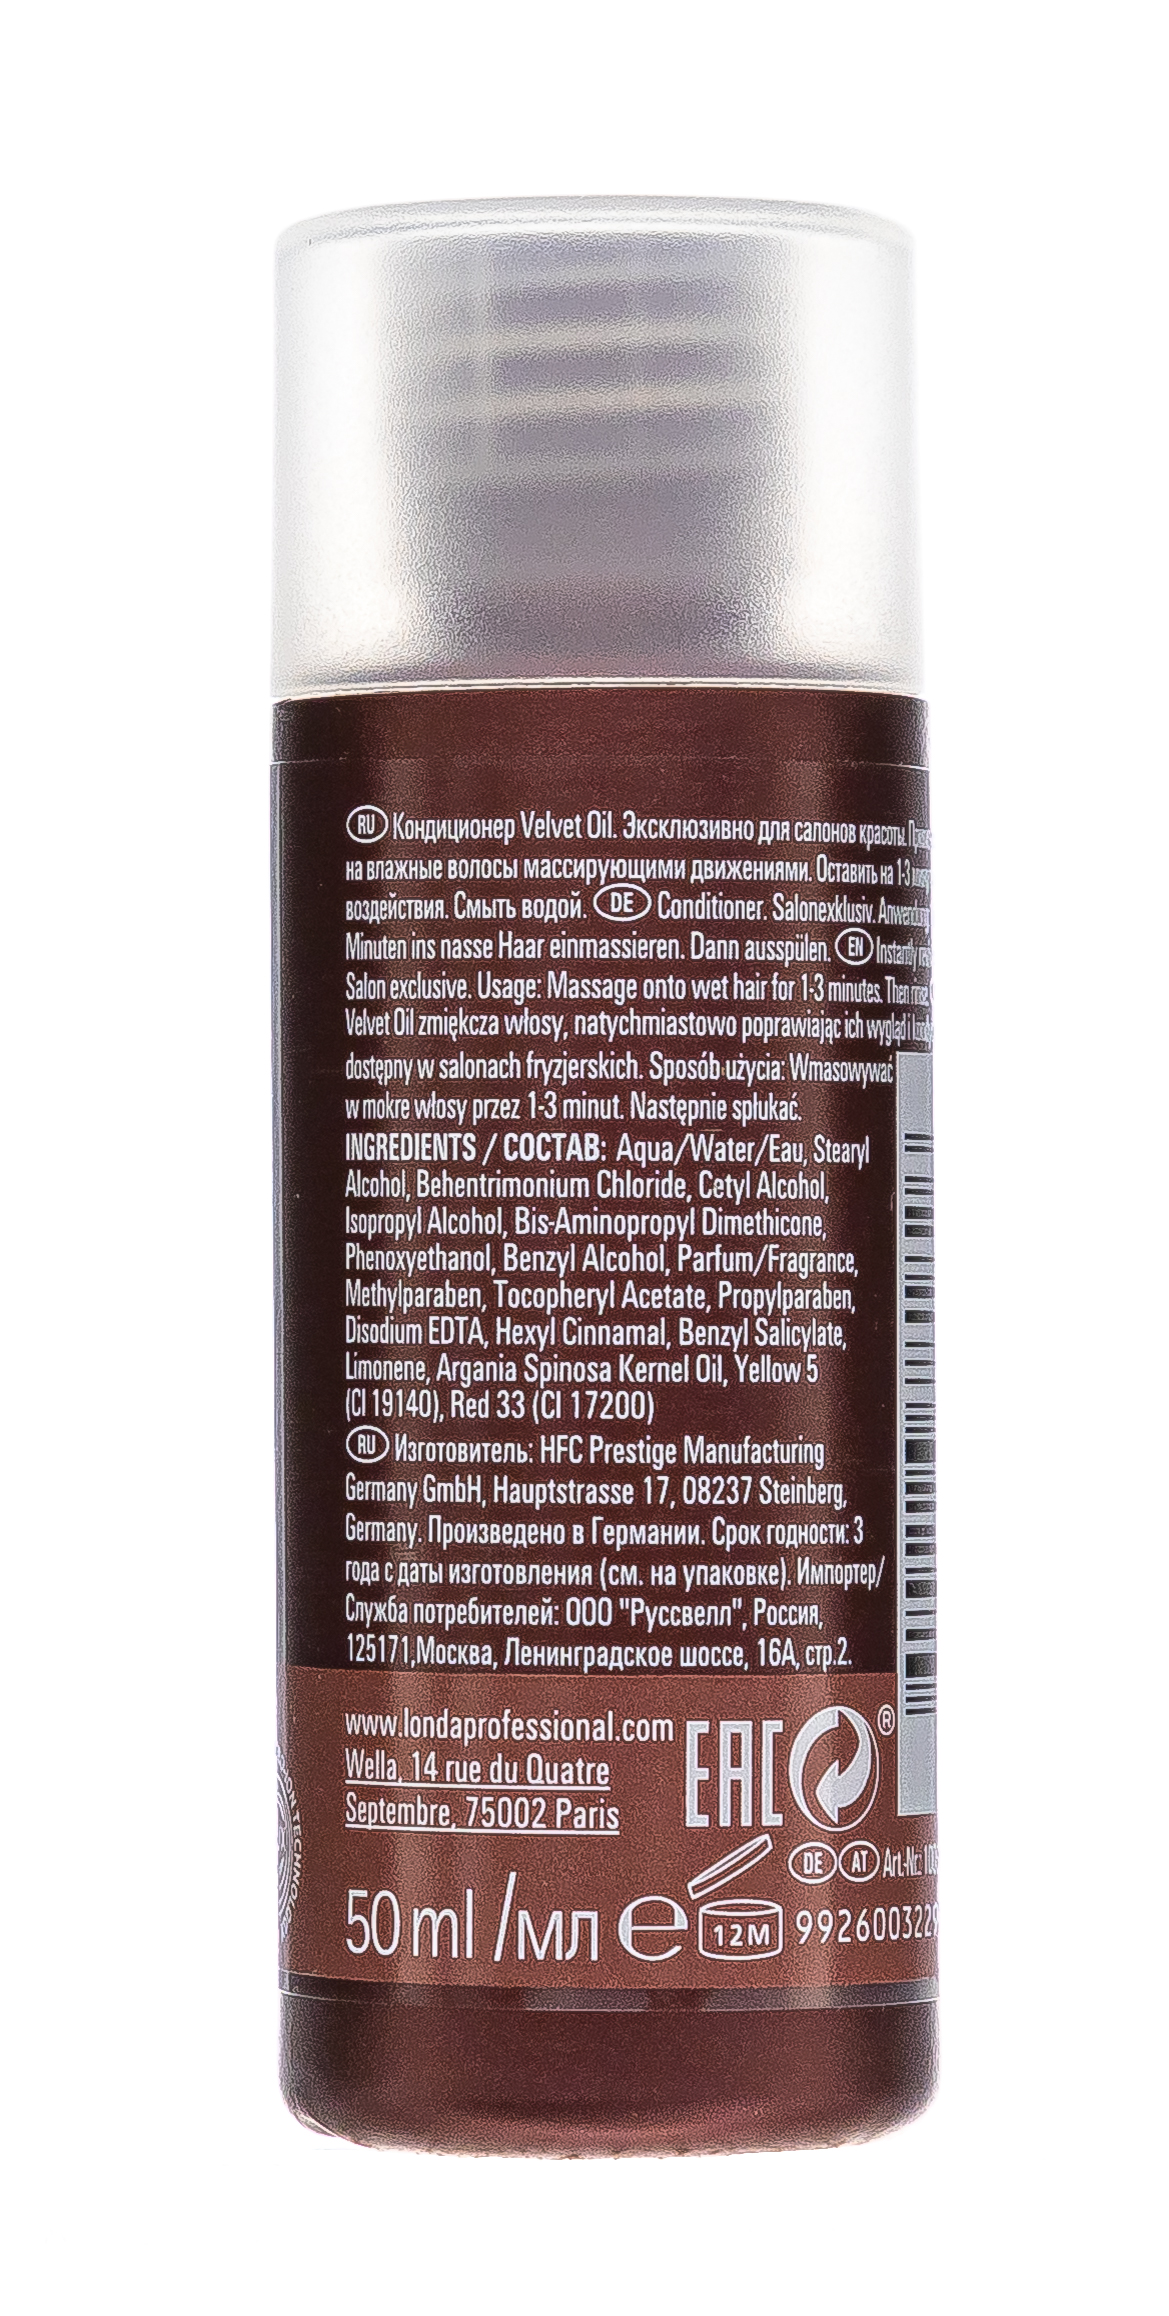 RU Кондиционер Velvet Oil. Эксклюзивно для салонов красоты.
на влажные волосы массирующими движениями. Оставить на 1-3
воздействия. Смыть водой. DE Conditioner. Salonexklusiv.
Minuten ins nasse Haar einmassieren. Dann ausspülen. EN Instantly
Salon exclusive. Usage: Massage onto wet hair for 1-3 minutes. Then rinse.
Velvet Oil zmiękcza włosy, natychmiastowo poprawiając ich wygląd i
dostępny w salonach fryzjerskich. Sposób użycia: Wmasowywać
w mokre włosy przez 1-3 minut. Następnie spłukać.
INGREDIENTS / СОСТАВ: Aqua/Water/Eau, Stearyl
Alcohol, Behentrimonium Chloride, Cetyl Alcohol,
Isopropyl Alcohol, Bis-Aminopropyl Dimethicone,
Phenoxyethanol, Benzyl Alcohol, Parfum/Fragrance,
Methylparaben, Tocopheryl Acetate, Propylparaben,
Disodium EDTA, Hexyl Cinnamal, Benzyl Salicylate,
Limonene, Argania Spinosa Kernel Oil, Yellow 5
(CI 19140), Red 33 (CI 17200)
RU Изготовитель: HFC Prestige Manufacturing
Germany GmbH, Hauptstrasse 17, 08237 Steinberg,
Germany. Произведено в Германии. Срок годности: 3
года с даты изготовления (см. на упаковке). Импортер/
Служба потребителей: ООО "Руссвелл", Россия,
125171,Москва, Ленинградское шоссе, 16А, стр.2.
www.londaprofessional.com
Wella, 14 rue du Quatre
Septembre, 75002 Paris
EAC ®
DE AT Art.-Nr.:
50 ml /мл e 12M 9926003229
TECHNOLOGY